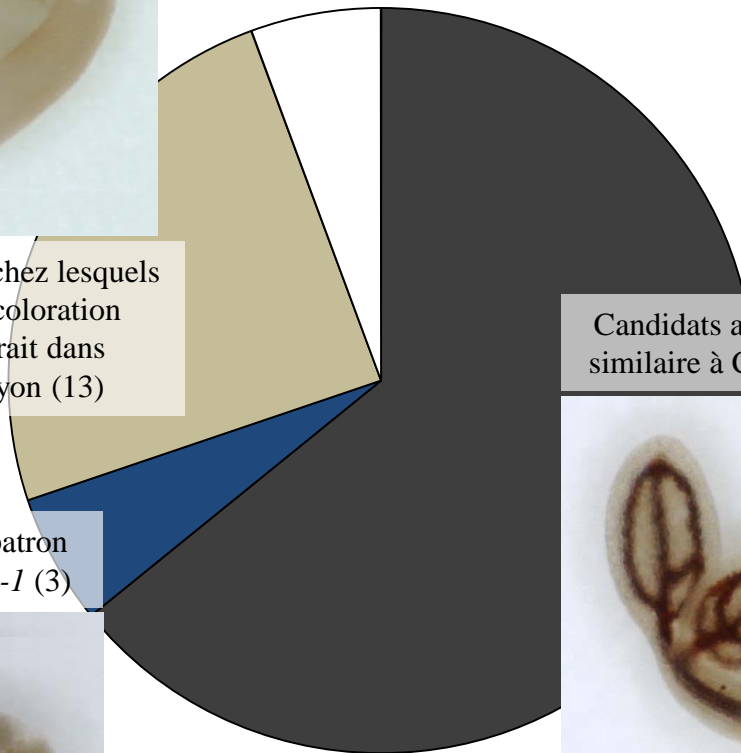 chez lesquels
coloration
rait dans
yon (13)
Candidats a
similaire à C
patron
-1 (3)